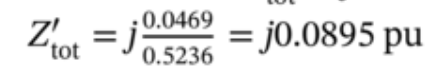 Z′tot = j 0.0469/0.5236 = j0.0895 pu